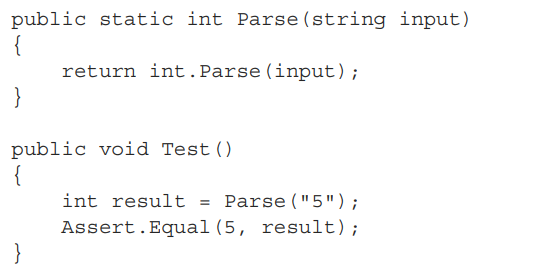 public static int Parse(string input)
{
    return int.Parse(input);
}

public void Test()
{
    int result = Parse("5");
    Assert.Equal(5, result);
}